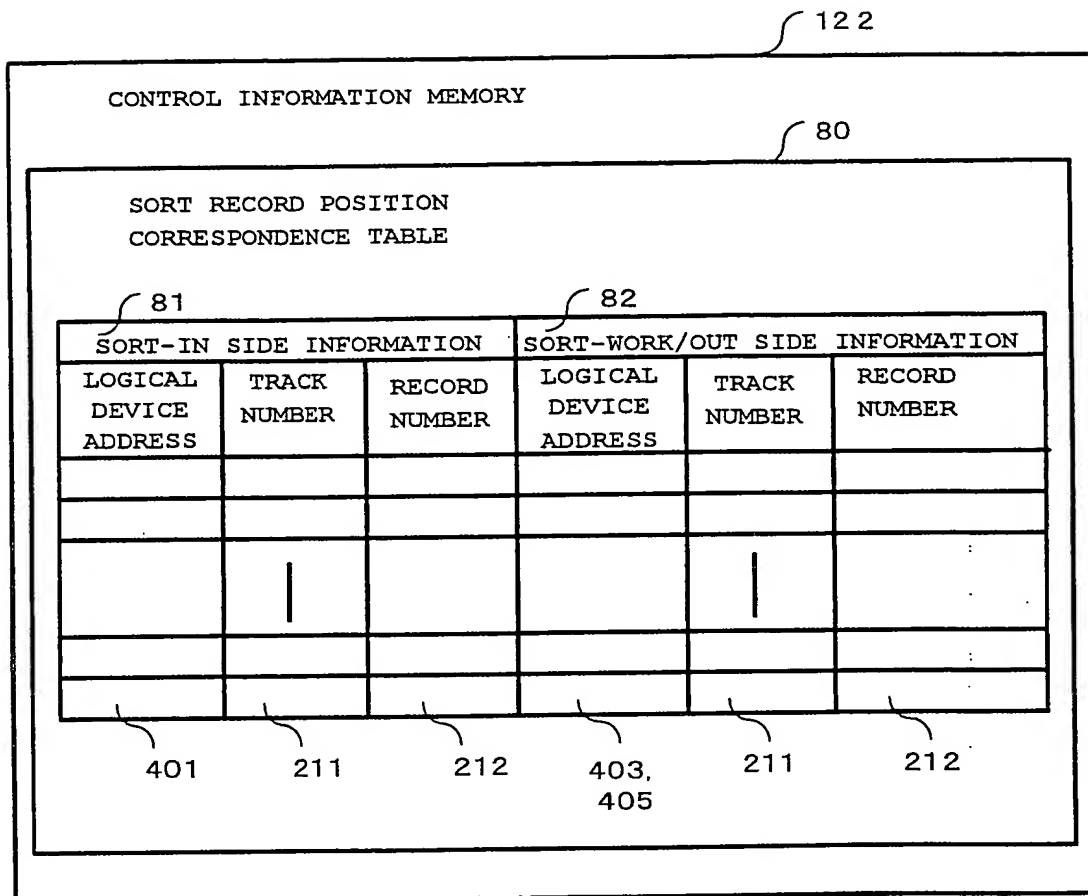 122
CONTROL INFORMATION MEMORY
80
SORT RECORD POSITION
CORRESPONDENCE TABLE
81
82
SORT-IN SIDE INFORMATION
SORT-WORK/OUT SIDE INFORMATION
LOGICAL
DEVICE
ADDRESS
TRACK
NUMBER
RECORD
NUMBER
LOGICAL
DEVICE
ADDRESS
TRACK
NUMBER
RECORD
NUMBER
401
211
212
403,
405
211
212